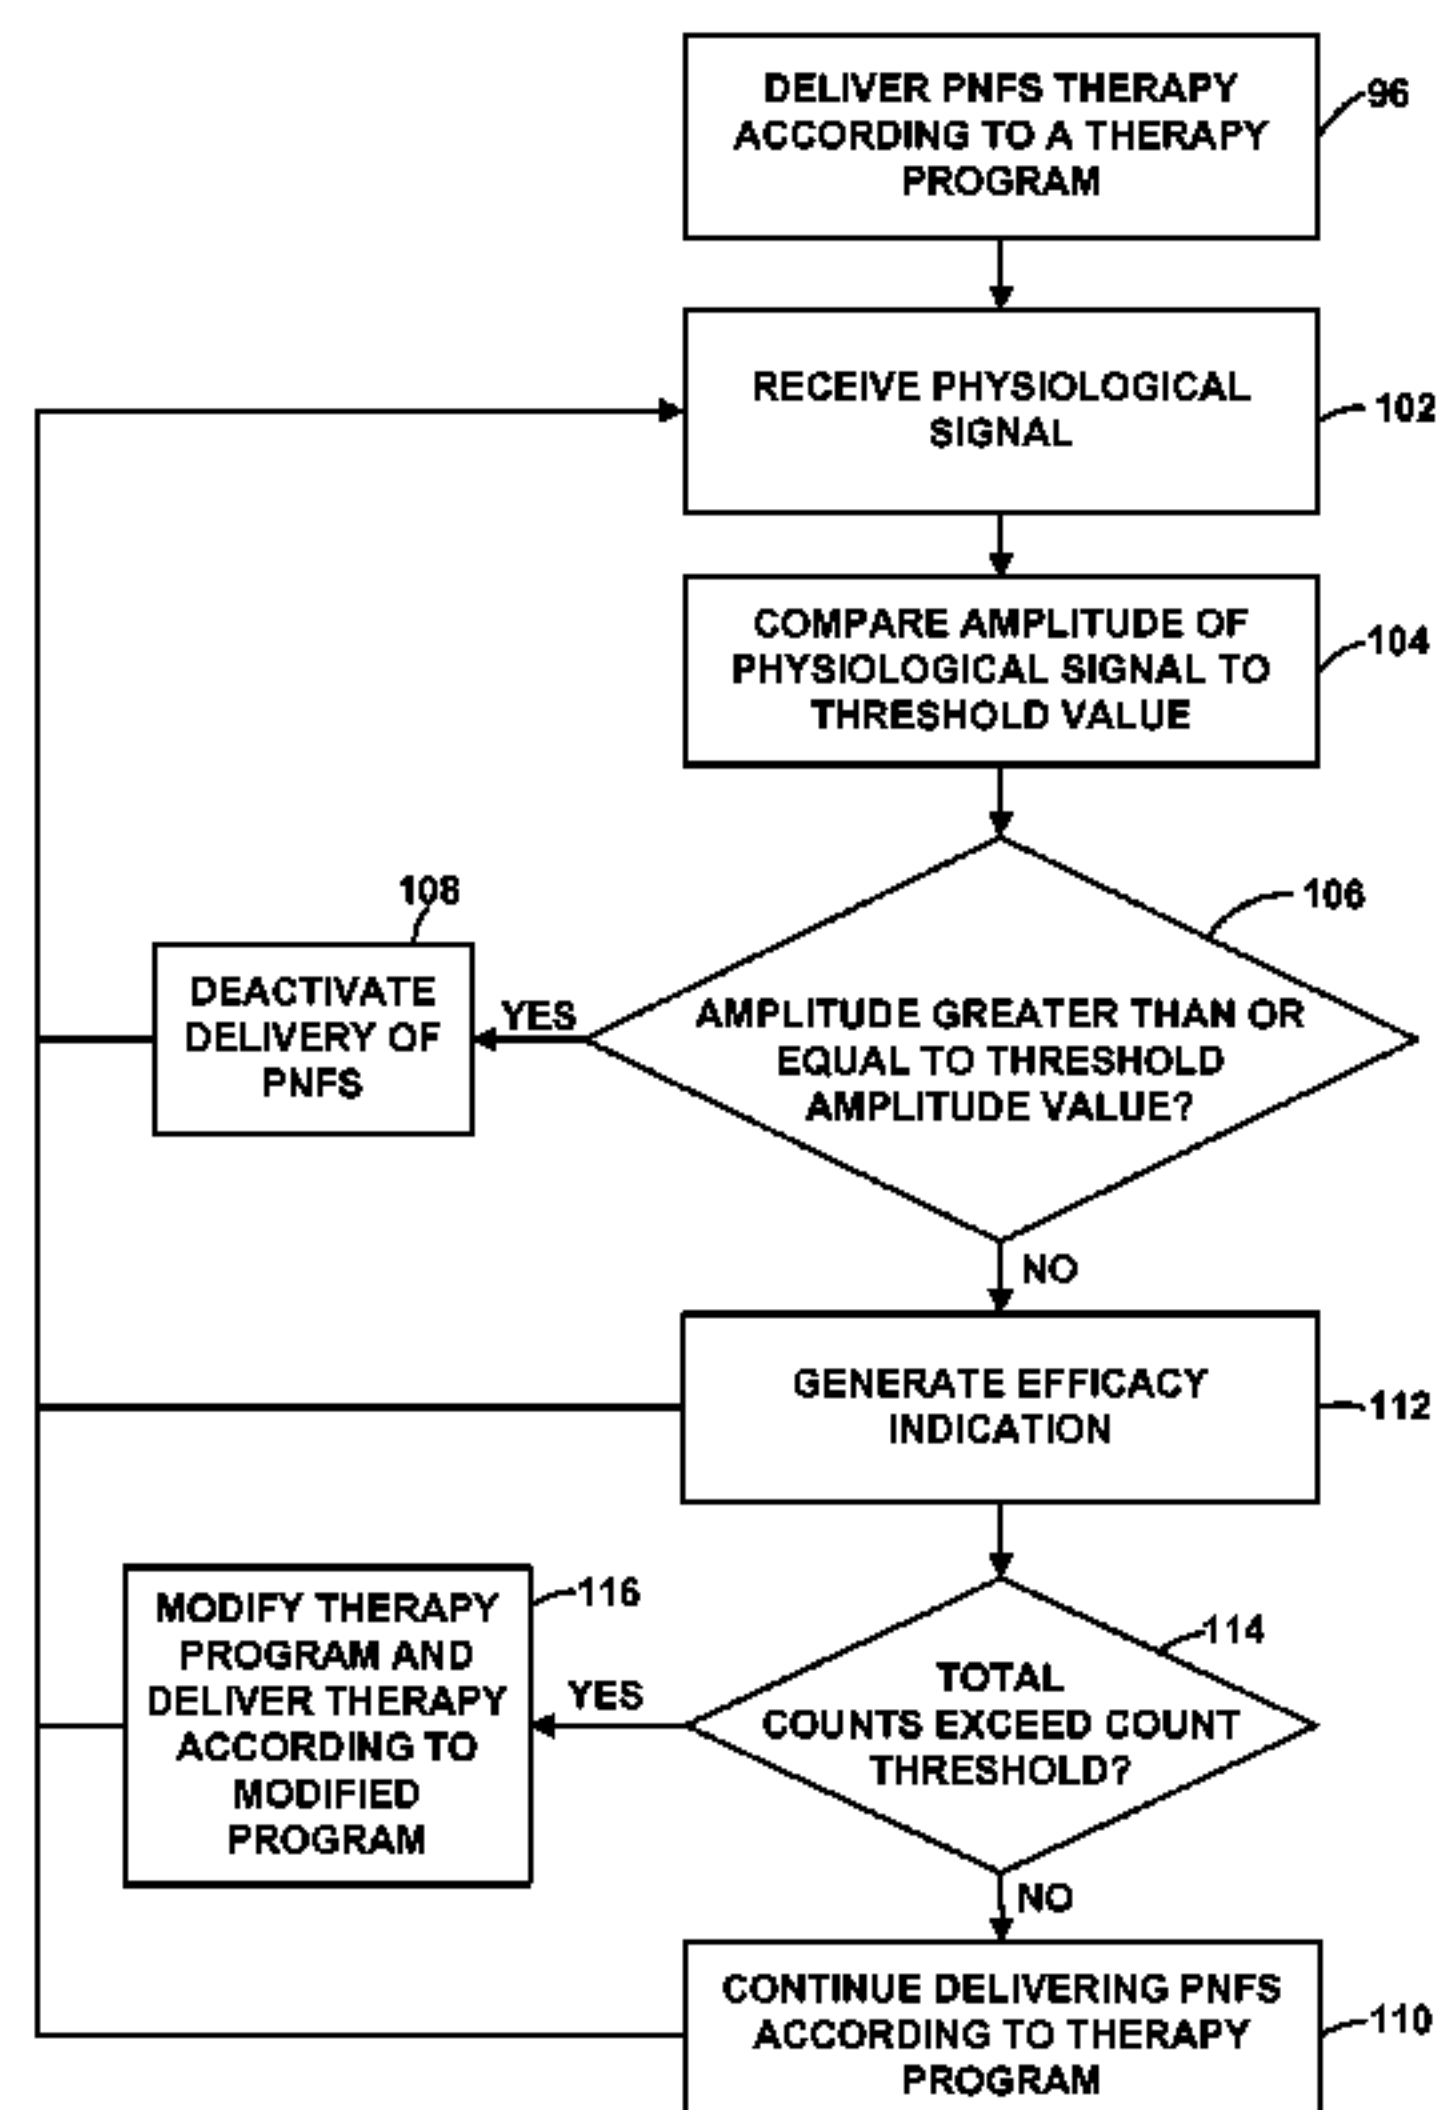 DELIVER PNFS THERAPY
ACCORDING TO A THERAPY
PROGRAM
96
RECEIVE PHYSIOLOGICAL
SIGNAL
102
COMPARE AMPLITUDE OF
PHYSIOLOGICAL SIGNAL TO
THRESHOLD VALUE
104
106
AMPLITUDE GREATER THAN OR
EQUAL TO THRESHOLD
AMPLITUDE VALUE?
YES
108
DEACTIVATE
DELIVERY OF
PNFS
NO
GENERATE EFFICACY
INDICATION
112
114
TOTAL
COUNTS EXCEED COUNT
THRESHOLD?
YES
116
MODIFY THERAPY
PROGRAM AND
DELIVER THERAPY
ACCORDING TO
MODIFIED
PROGRAM
NO
CONTINUE DELIVERING PNFS
ACCORDING TO THERAPY
PROGRAM
110